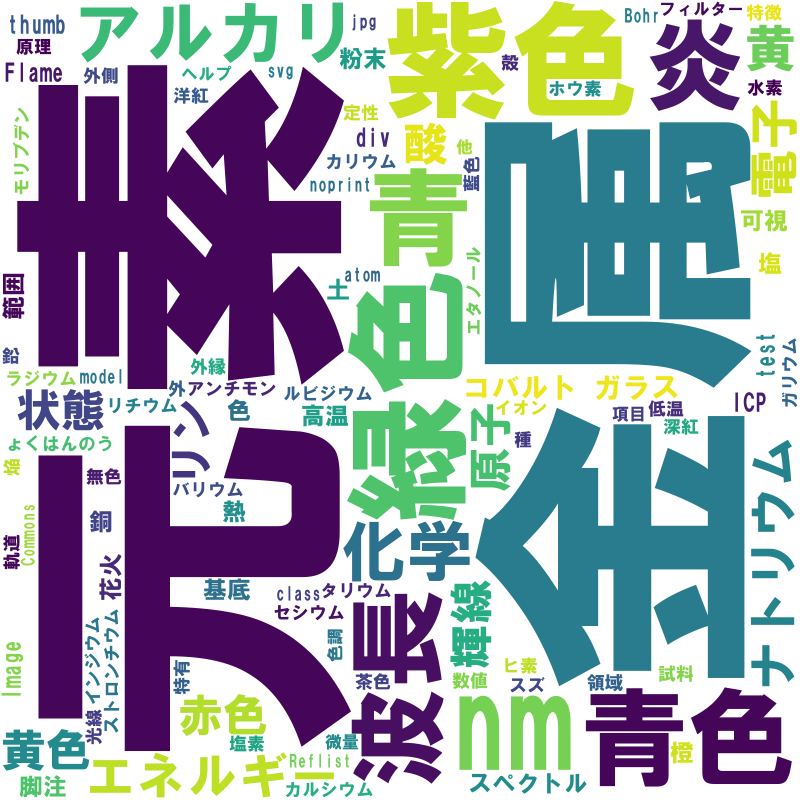 thumb
アルカリ
jpg
紫色
Bohr
フィルター
特徴
原理
粉末
炎
黄
Flame
外側
ヘルプ
svg
殻
ホウ素
水素
洋紅
定性
モリブデン
元素
div
酸
他
金属
電子
カリウム
藍色
noprint
青
可視
塩
範囲
土
atom
緑色
エタノール
鉛
外縁
test
ラジウム
model
外
アンチモン
ルビジウム
コバルト ガラス
ガリウム
状態
リチウム
色
高温
イオン
項目
低温
ICP
リン
原子
種
深紅
ょくはんのう
焔
無色
バリウム
ナトリウム
Commons
銅
熱
軌道
花火
化学
基底
class
タリウム
セシウム
波長
輝線
インジウム
ストロンチウム
色調
Image
特有
茶色
数値
ヒ素
スズ
領域
試料
光線
赤色
nm
青色
黄色
塩素
微量
橙
Reflist
脚注
エネルギー
カルシウム
スペクトル